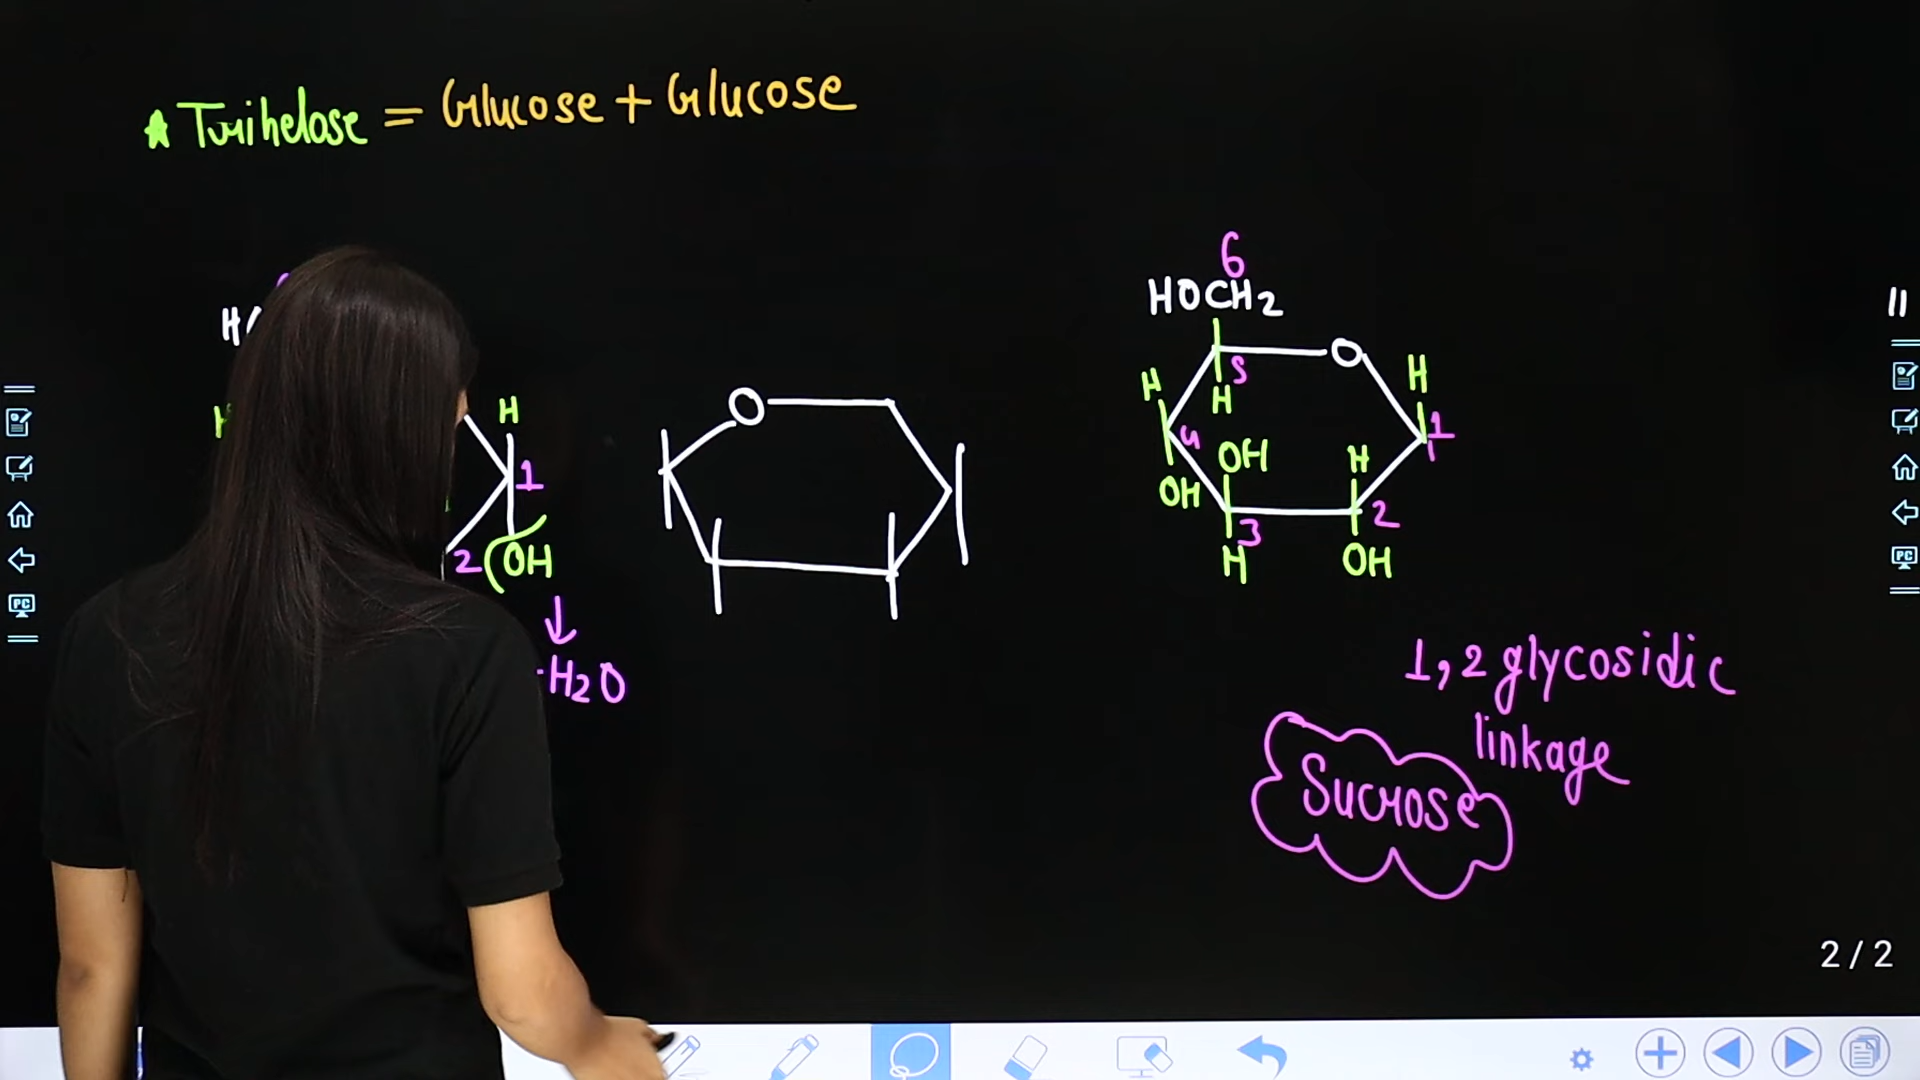 Trihelose = Glucose + Glucose
6
HOCH2
5
O
H
H
H
4
1
OH
H
OH
3
2
H
OH
H
1
2
OH
H2O
O
1,2 glycosidic
linkage
Sucrose
2 / 2